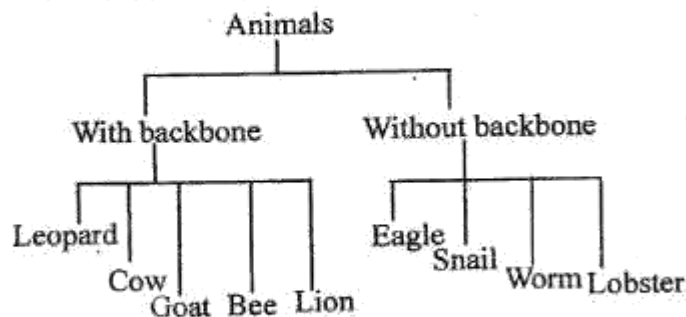 Animals
With backbone Without backbone
Leopard Cow Goat Bee Lion Eagle Snail Worm Lobster